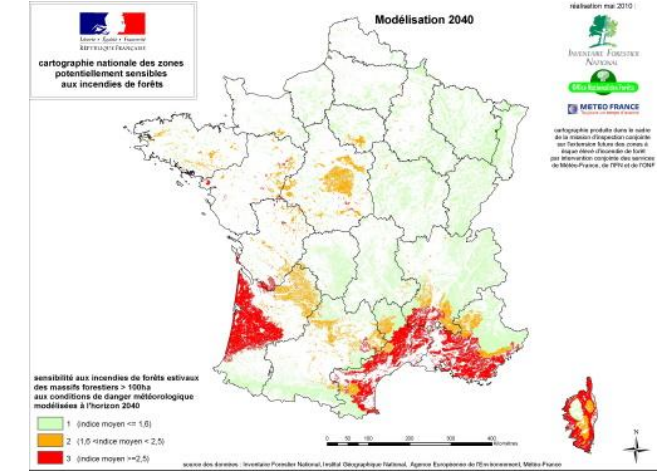 Liberté • Égalité • Fraternité
RÉPUBLIQUE FRANÇAISE
cartographie nationale des zones
potentiellement sensibles
aux incendies de forêts
Modélisation 2040
réalisation mai 2010 :
INVENTAIRE FORESTIER
NATIONAL
Office National des Forêts
METEO FRANCE
cartographie produite dans le cadre
de la mission d'inspection conjointe
sur l'extension future des zones à
risque élevé d'incendie de forêt
par intervention conjointe des services
de Météo-France, de l'IFN et de l'ONF
sensibilité aux incendies de forêts estivaux
des massifs forestiers > 100ha
aux conditions de danger météorologique
modélisées à l'horizon 2040
1 (indice moyen <= 1,6)
2 (1,6 <indice moyen < 2,5)
3 (indice moyen >=2,5)
0 50 100 200 300 400
Kilomètres
N
source des données : Inventaire Forestier National, Institut Géographique National, Agence Européenne de l'Environnement, Météo-France